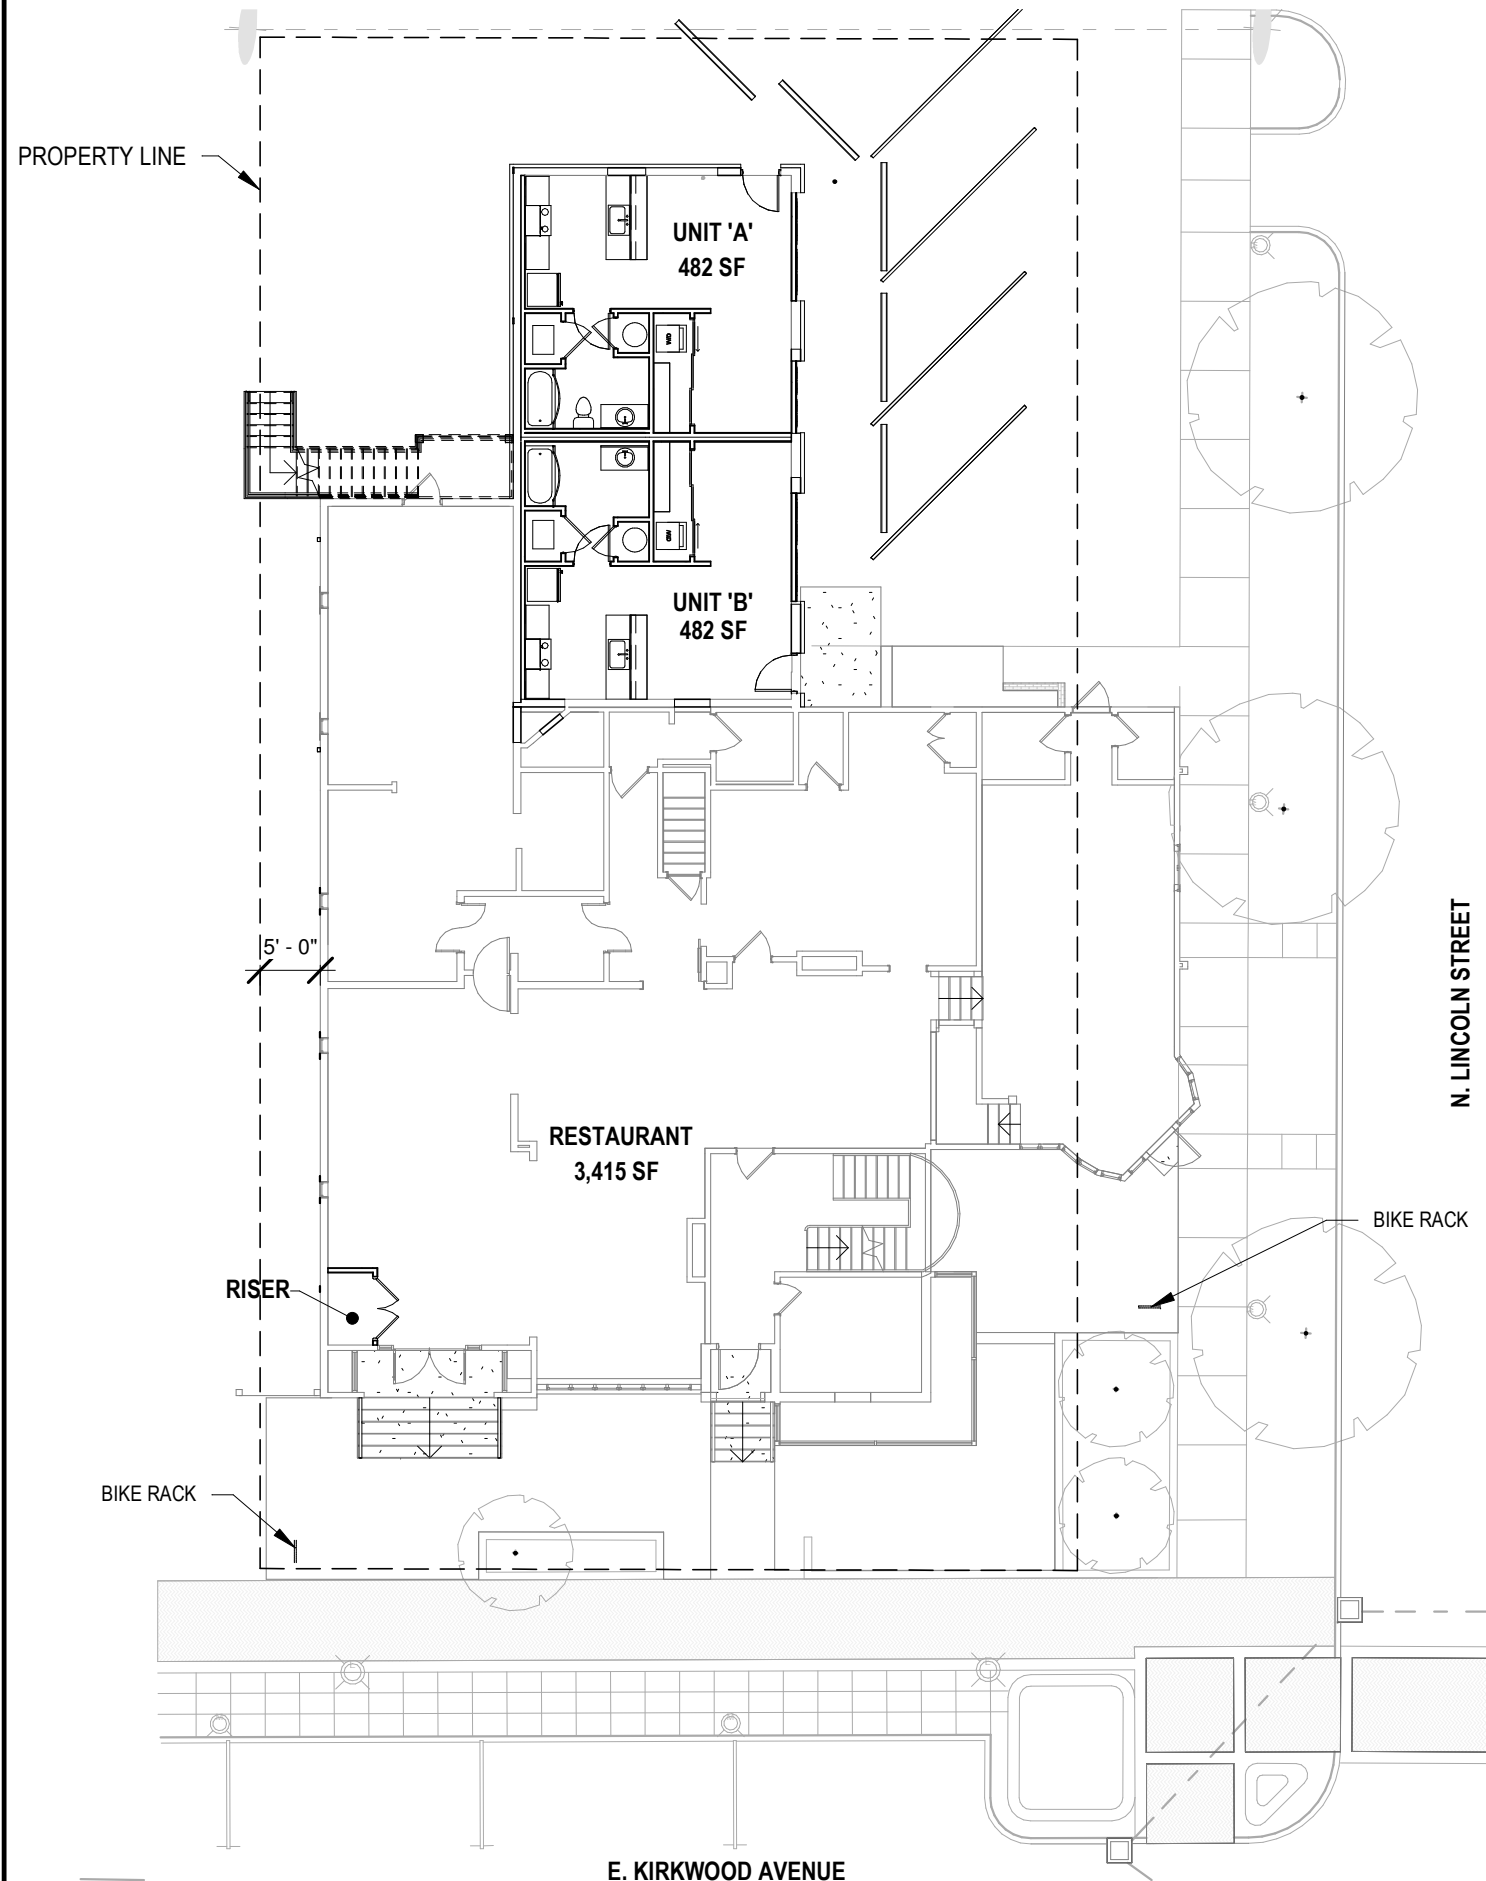 PROPERTY LINE
UNIT 'A'
482 SF
UNIT 'B'
482 SF
5' - 0"
N. LINCOLN STREET
RESTAURANT
3,415 SF
BIKE RACK
RISER
BIKE RACK
E. KIRKWOOD AVENUE